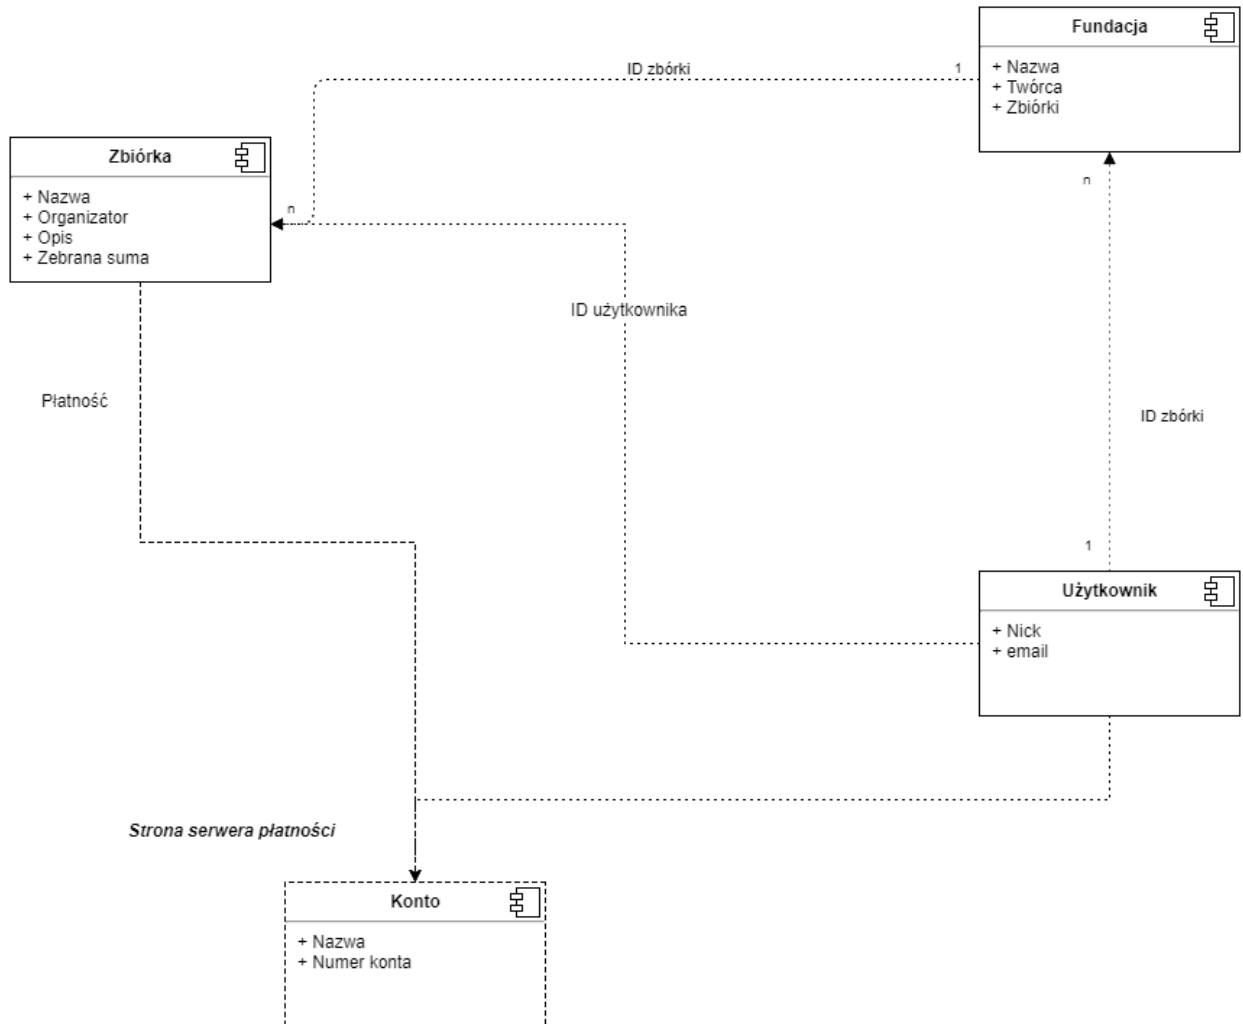 Fundacja
+ Nazwa
+ Twórca
+ Zbiórki
ID zbórki
1
Zbiórka
+ Nazwa
+ Organizator
+ Opis
+ Zebrana suma
n
n
ID użytkownika
Płatność
ID zbórki
1
Użytkownik
+ Nick
+ email
Strona serwera płatności
Konto
+ Nazwa
+ Numer konta